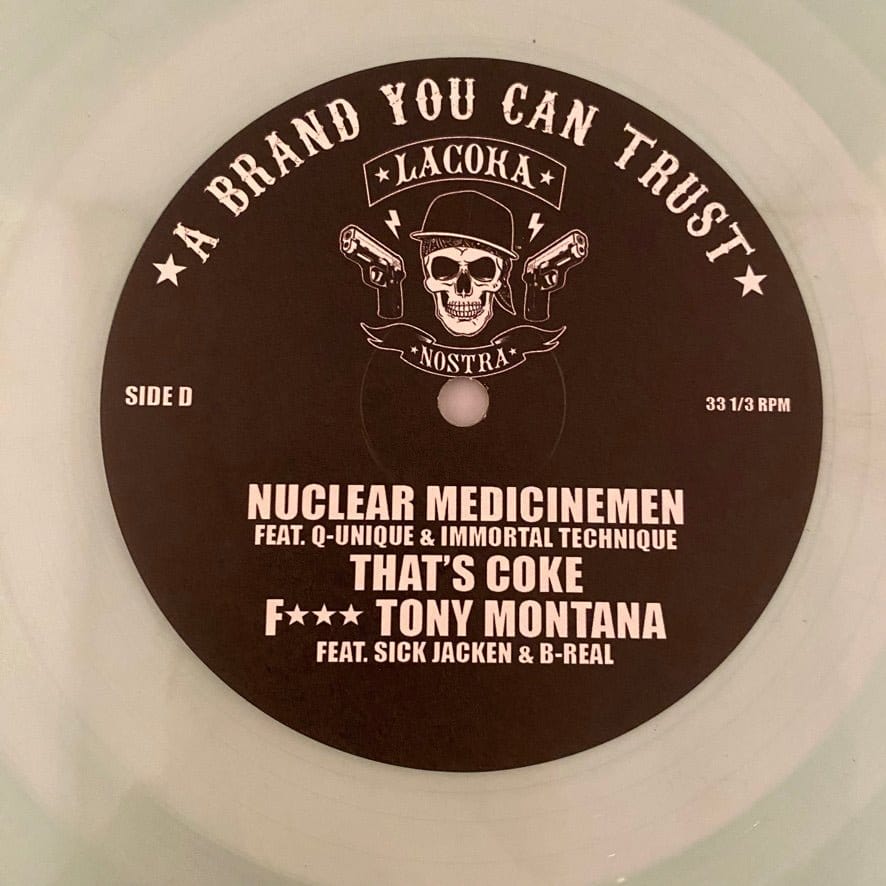 ★ A BRAND YOU CAN TRUST ★
★ LACOKA ★
★ NOSTRA ★
SIDE D
33 1/3 RPM
NUCLEAR MEDICINEMEN
FEAT. Q-UNIQUE & IMMORTAL TECHNIQUE
THAT'S COKE
F★★★ TONY MONTANA
FEAT. SICK JACKEN & B-REAL